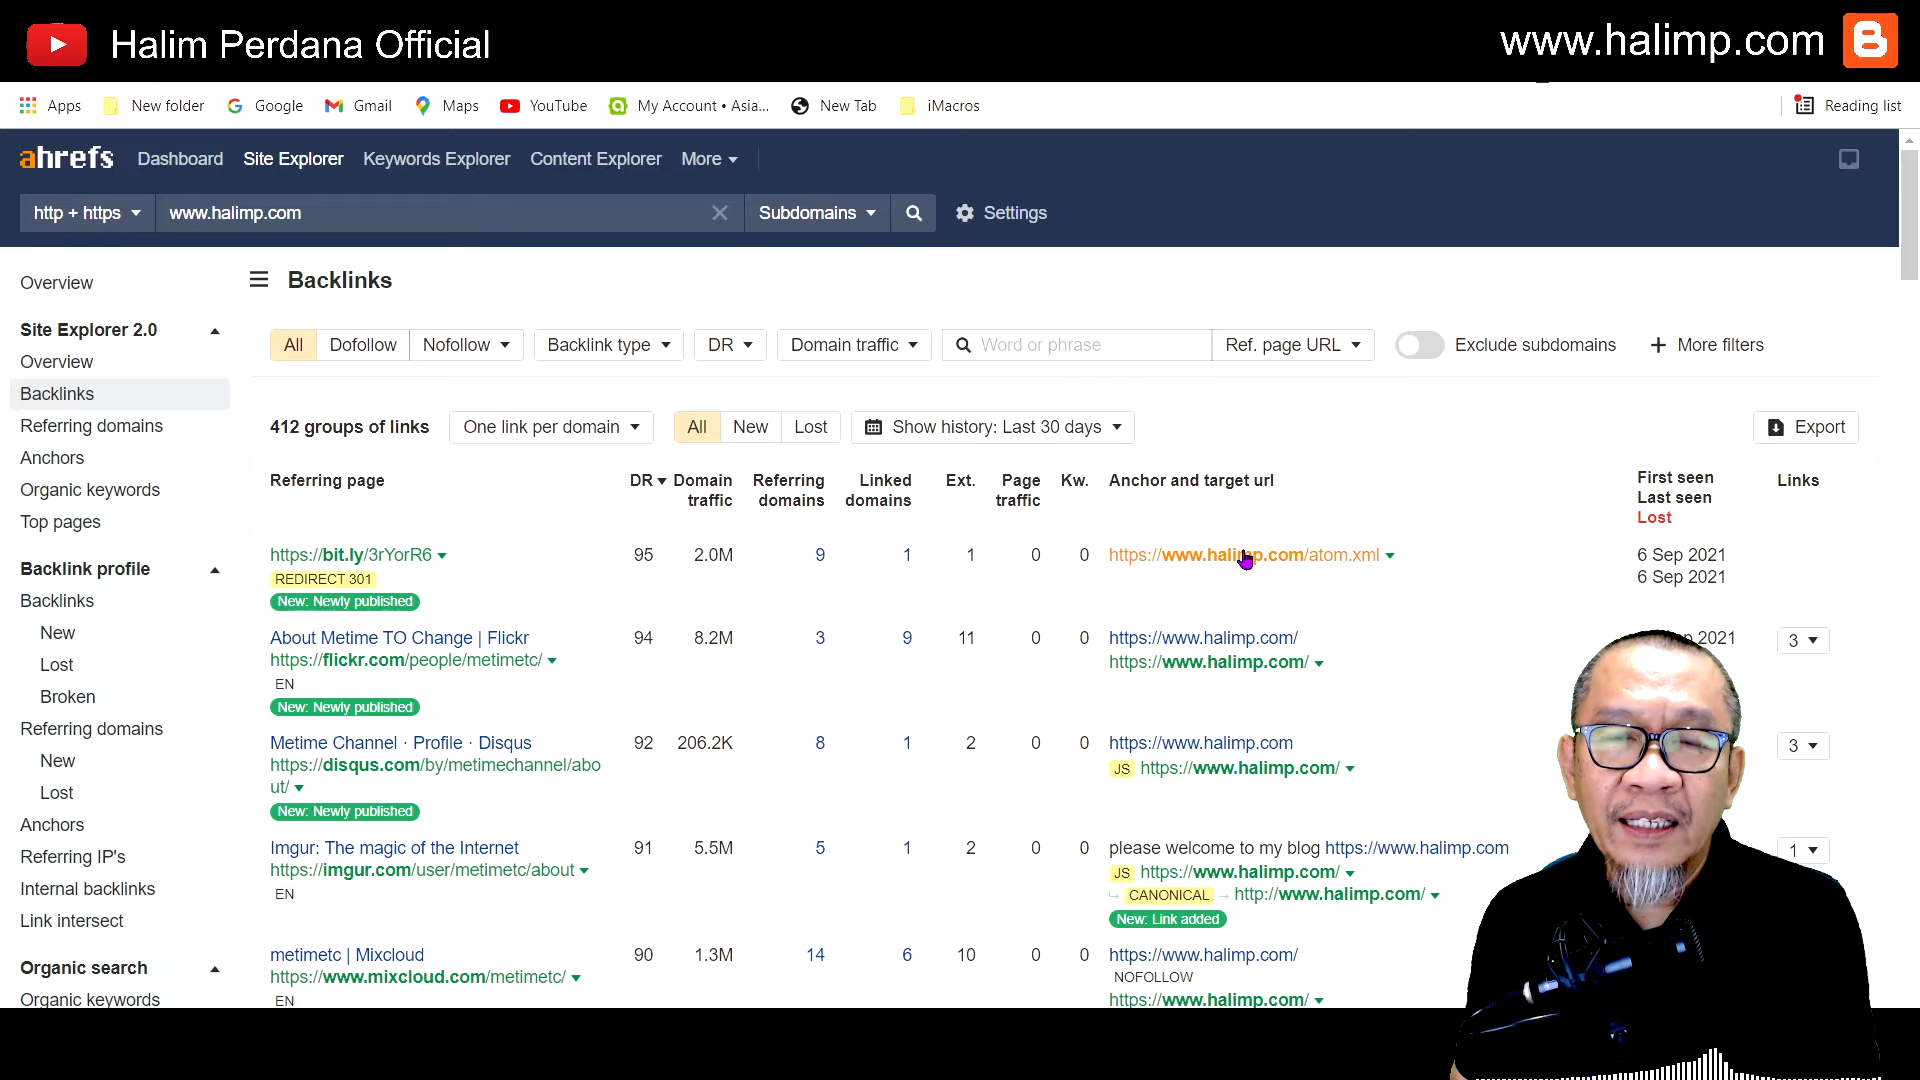 Halim Perdana Official
www.halimp.com
Apps New folder Google Gmail Maps YouTube My Account • Asia... New Tab iMacros Reading list
ahrefs Dashboard Site Explorer Keywords Explorer Content Explorer More
http + https www.halimp.com Subdomains Settings
Overview
Site Explorer 2.0
Overview
Backlinks
Referring domains
Anchors
Organic keywords
Top pages
Backlink profile
Backlinks
New
Lost
Broken
Referring domains
New
Lost
Anchors
Referring IP's
Internal backlinks
Link intersect
Organic search
Organic keywords
Backlinks
All Dofollow Nofollow Backlink type DR Domain traffic Word or phrase Ref. page URL Exclude subdomains + More filters
412 groups of links One link per domain All New Lost Show history: Last 30 days Export
Referring page DR Domain traffic Referring domains Linked domains Ext. Page traffic Kw. Anchor and target url First seen Last seen Lost Links
https://bit.ly/3rYorR6 95 2.0M 9 1 1 0 0 https://www.halimp.com/atom.xml 6 Sep 2021
REDIRECT 301 6 Sep 2021
New: Newly published
About Metime TO Change | Flickr 94 8.2M 3 9 11 0 0 https://www.halimp.com/ 2021 3
https://flickr.com/people/metimetc/ https://www.halimp.com/
EN
New: Newly published
Metime Channel · Profile · Disqus 92 206.2K 8 1 2 0 0 https://www.halimp.com 3
https://disqus.com/by/metimechannel/abo JS https://www.halimp.com/
ut/
New: Newly published
Imgur: The magic of the Internet 91 5.5M 5 1 2 0 0 please welcome to my blog https://www.halimp.com 1
https://imgur.com/user/metimetc/about JS https://www.halimp.com/
EN CANONICAL → http://www.halimp.com/
New: Link added
metimetc | Mixcloud 90 1.3M 14 6 10 0 0 https://www.halimp.com/
https://www.mixcloud.com/metimetc/ NOFOLLOW
EN https://www.halimp.com/